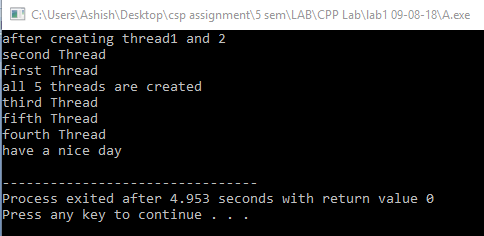 C:\Users\Ashish\Desktop\csp assignment\5 sem\LAB\CPP Lab\lab1 09-08-18\A.exe
after creating thread1 and 2
second Thread
first Thread
all 5 threads are created
third Thread
fifth Thread
fourth Thread
have a nice day
--------------------------------
Process exited after 4.953 seconds with return value 0
Press any key to continue . . .